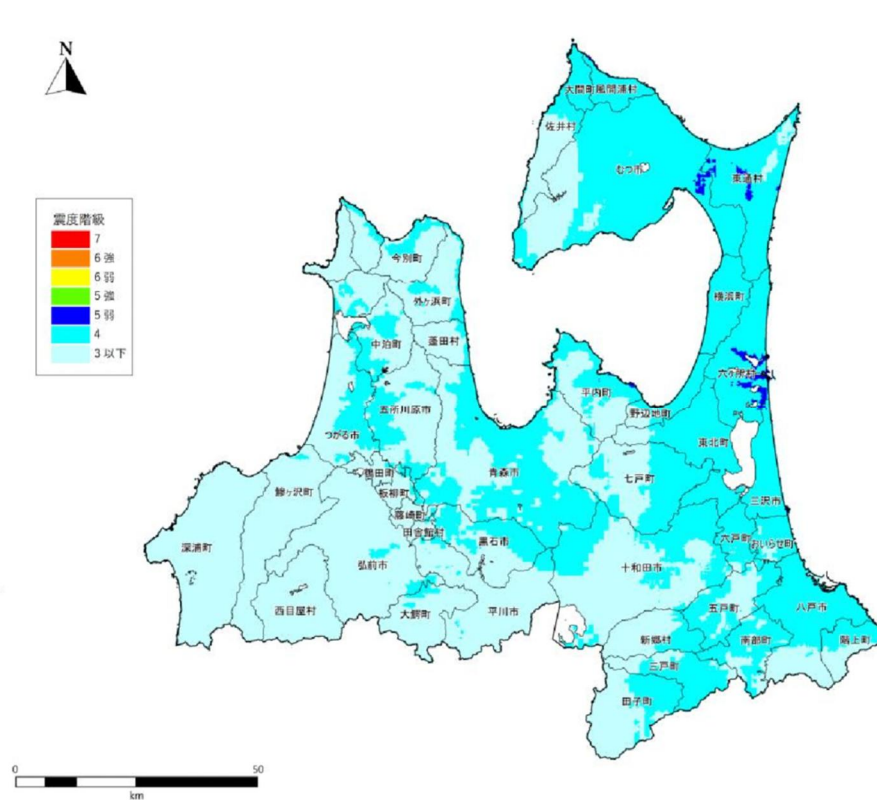 N
大間町
風間浦村
佐井村
むつ市
東通村
震度階級
7
6 強
6 弱
5 強
5 弱
4
3 以下
今別町
横浜町
外ヶ浜町
中泊町
蓬田村
六ヶ所村
平内町
五所川原市
野辺地町
つがる市
東北町
鶴田町
青森市
七戸町
鰺ヶ沢町
板柳町
三沢市
藤崎町
田舎館村
六戸町
おいらせ町
深浦町
黒石市
弘前市
十和田市
西目屋村
大鰐町
平川市
五戸町
八戸市
新郷村
南部町
階上町
三戸町
田子町
0
50
km